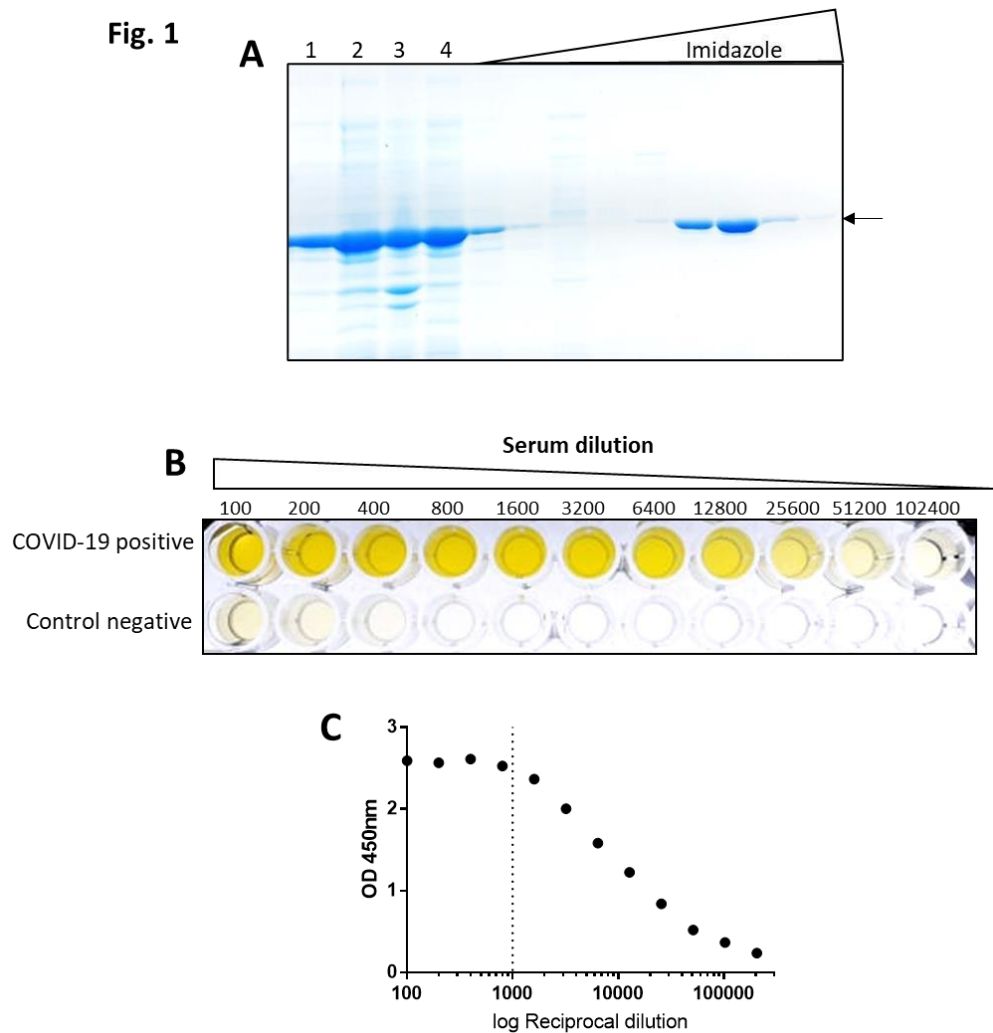 Fig. 1
A
1 2 3 4 Imidazole
B
Serum dilution
100 200 400 800 1600 3200 6400 12800 25600 51200 102400
COVID-19 positive
Control negative
C
3
2
1
0
OD 450nm
100 1000 10000 100000
log Reciprocal dilution